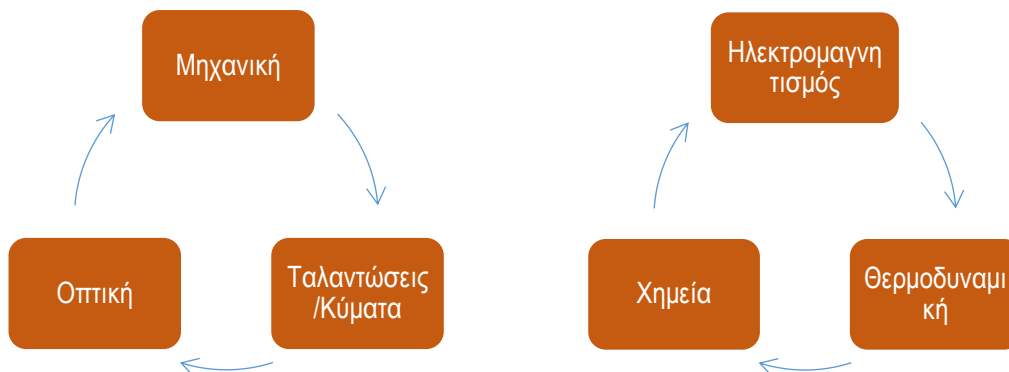 Μηχανική
Ταλαντώσεις
/Κύματα
Οπτική
Ηλεκτρομαγνη
τισμός
Θερμοδυναμι
κή
Χημεία